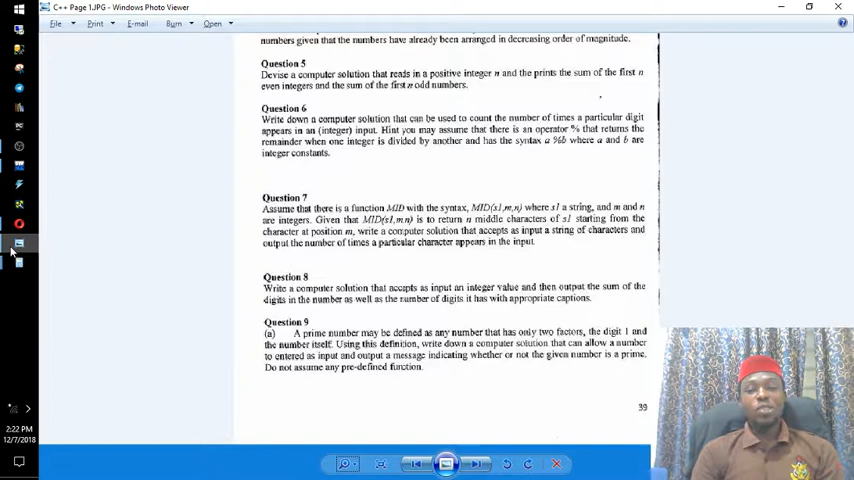 C++ Page 1.JPG - Windows Photo Viewer
File Print E-mail Burn Open
numbers given that the numbers have already been arranged in decreasing order of magnitude.
Question 5
Devise a computer solution that reads in a positive integer n and the prints the sum of the first n
even integers and the sum of the first n odd numbers.
Question 6
Write down a computer solution that can be used to count the number of times a particular digit
appears in an (integer) input. Hint you may assume that there is an operator % that returns the
remainder when one integer is divided by another and has the syntax a %b where a and b are
integer constants.
Question 7
Assume that there is a function MID with the syntax, MID(s1,m,n) where s1 a string, and m and n
are integers. Given that MID(s1,m.n) is to return n middle characters of s1 starting from the
character at position m, write a computer solution that accepts as input a string of characters and
output the number of times a particular character appears in the input.
Question 8
Write a computer solution that accepts as input an integer value and then output the sum of the
digits in the number as well as the number of digits it has with appropriate captions.
Question 9
(a) A prime number may be defined as any number that has only two factors, the digit 1 and
the number itself. Using this definition, write down a computer solution that can allow a number
to entered as input and output a message indicating whether or not the given number is a prime.
Do not assume any pre-defined function.
39
2:22 PM
12/7/2018